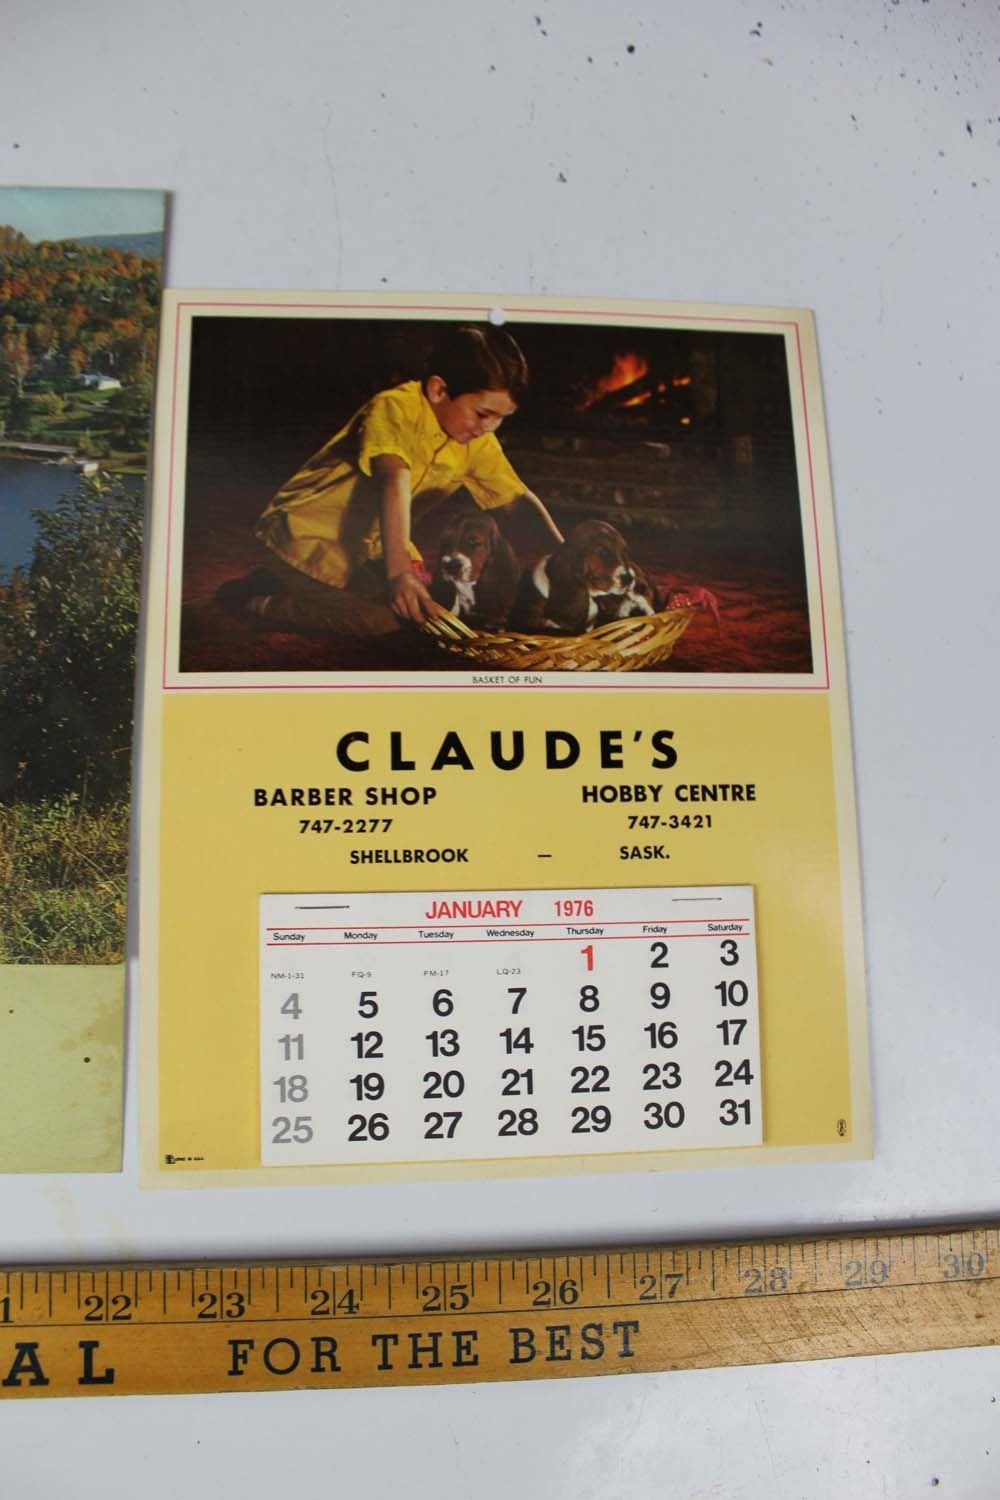 BASKET OF FUN
CLAUDE'S
BARBER SHOP HOBBY CENTRE
747-2277 747-3421
SHELLBROOK — SASK.
JANUARY 1976
Sunday Monday Tuesday Wednesday Thursday Friday Saturday
NM-1-31 FQ-9 FM-17 LQ-23 1 2 3
4 5 6 7 8 9 10
11 12 13 14 15 16 17
18 19 20 21 22 23 24
25 26 27 28 29 30 31
1 22 23 24 25 26 27 28 29 30
AL FOR THE BEST